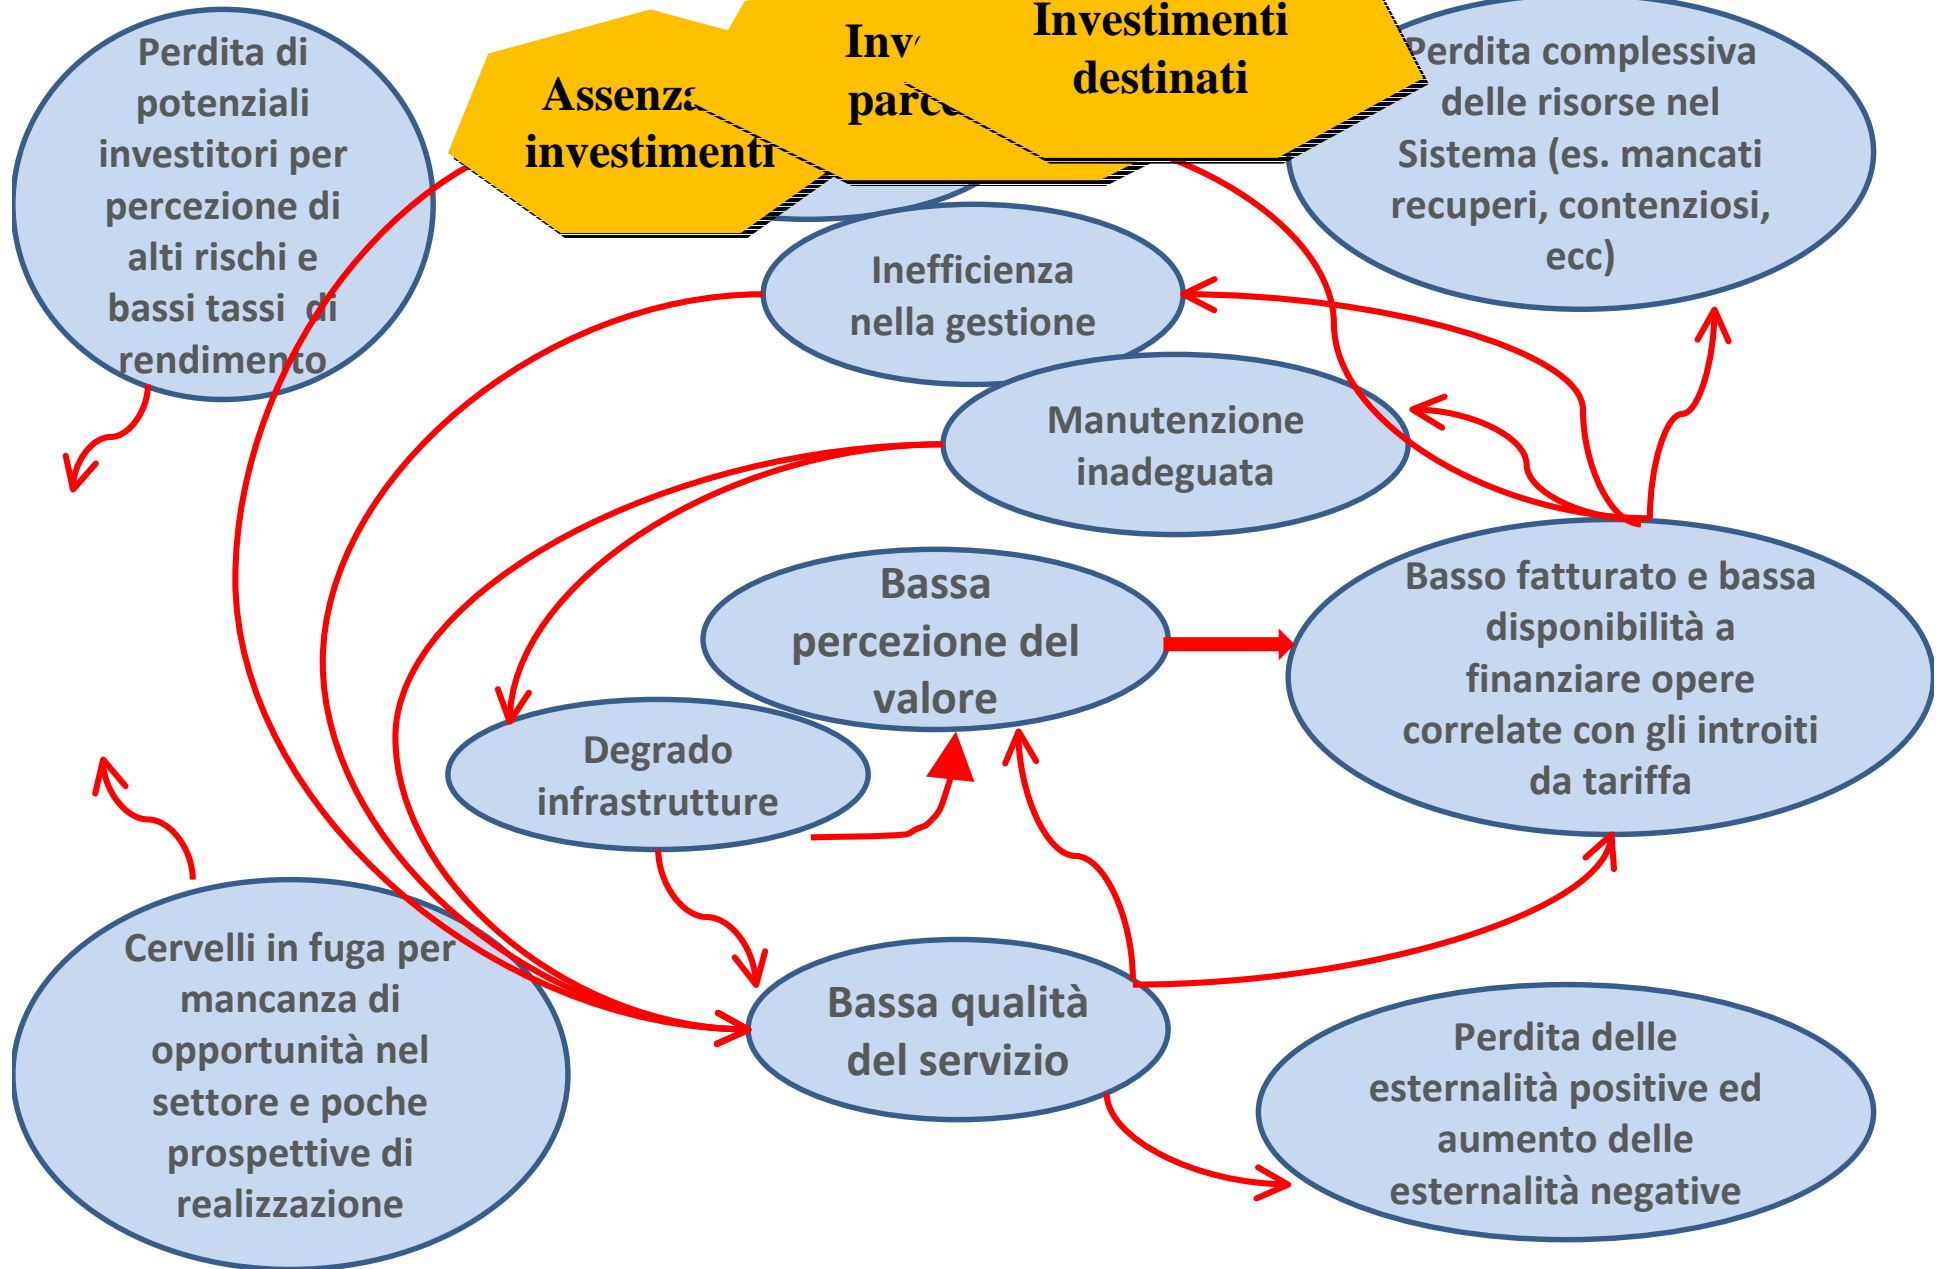 Perdita di
potenziali
investitori per
percezione di
alti rischi e
bassi tassi di
rendimento
investimenti
Investimenti
destinati
Perdita complessiva
delle risorse nel
Sistema (es. mancati
recuperi, contenziosi,
ecc)
Inefficienza
nella gestione
Manutenzione
inadeguata
Bassa
percezione del
valore
Basso fatturato e bassa
disponibilità a
finanziare opere
correlate con gli introiti
da tariffa
Degrado
infrastrutture
Cervelli in fuga per
mancanza di
opportunità nel
settore e poche
prospettive di
realizzazione
Bassa qualità
del servizio
Perdita delle
esternalità positive ed
aumento delle
esternalità negative